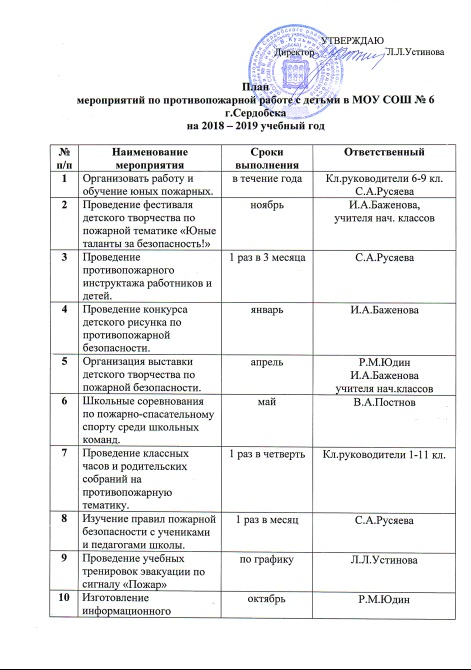 УТВЕРЖДАЮ
Директор Л.Л.Устинова
План
мероприятий по противопожарной работе с детьми в МОУ СОШ № 6
г.Сердобска
на 2018 – 2019 учебный год
№ п/п Наименование мероприятия Сроки выполнения Ответственный
1 Организовать работу и в течение года Кл.руководители 6-9 кл.
обучение юных пожарных. С.А.Русяева
2 Проведение фестиваля ноябрь И.А.Баженова,
детского творчества по учителя нач. классов
пожарной тематике «Юные
таланты за безопасность!»
3 Проведение 1 раз в 3 месяца С.А.Русяева
противопожарного
инструктажа работников и
детей.
4 Проведение конкурса январь И.А.Баженова
детского рисунка по
противопожарной
безопасности.
5 Организация выставки апрель Р.М.Юдин
детского творчества по И.А.Баженова
пожарной безопасности. учителя нач.классов
6 Школьные соревнования май В.А.Постнов
по пожарно-спасательному
спорту среди школьных
команд.
7 Проведение классных 1 раз в четверть Кл.руководители 1-11 кл.
часов и родительских
собраний на
противопожарную
тематику.
8 Изучение правил пожарной 1 раз в месяц С.А.Русяева
безопасности с учениками
и педагогами школы.
9 Проведение учебных по графику Л.Л.Устинова
тренировок эвакуации по
сигналу «Пожар»
10 Изготовление октябрь Р.М.Юдин
информационного